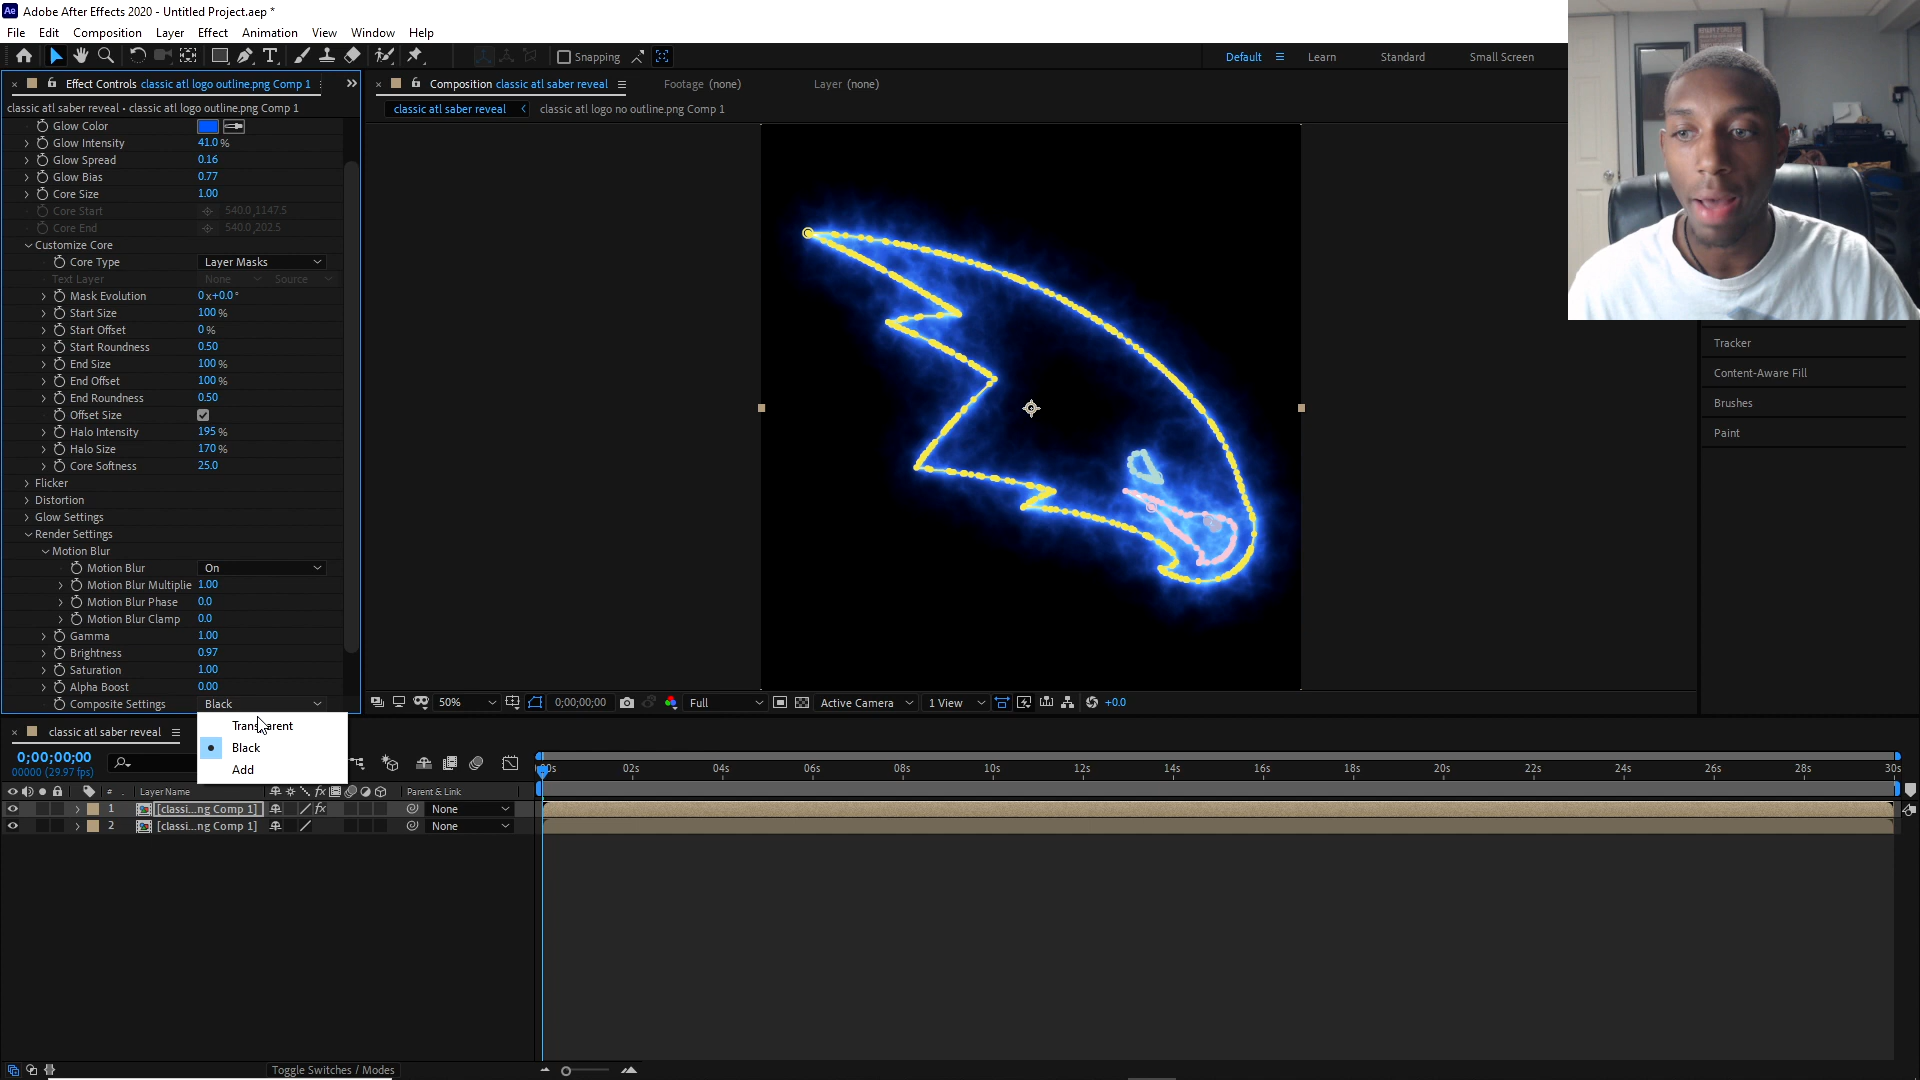 Adobe After Effects 2020 - Untitled Project.aep *
File Edit Composition Layer Effect Animation View Window Help
Snapping
Default Learn Standard Small Screen
Effect Controls classic atl logo outline.png Comp 1
classic atl saber reveal • classic atl logo outline.png Comp 1
Glow Color
Glow Intensity 41.0 %
Glow Spread 0.16
Glow Bias 0.77
Core Size 1.00
Core Start 540.0,1147.5
Core End 540.0,202.5
Customize Core
Core Type Layer Masks
Text Layer None Source
Mask Evolution 0x+0.0°
Start Size 100 %
Start Offset 0 %
Start Roundness 0.50
End Size 100 %
End Offset 100 %
End Roundness 0.50
Offset Size
Halo Intensity 195 %
Halo Size 170 %
Core Softness 25.0
Flicker
Distortion
Glow Settings
Render Settings
Motion Blur
Motion Blur On
Motion Blur Multiplie 1.00
Motion Blur Phase 0.0
Motion Blur Clamp 0.0
Gamma 1.00
Brightness 0.97
Saturation 1.00
Alpha Boost 0.00
Composite Settings Black
Transparent
Black
Add
Composition classic atl saber reveal Footage (none) Layer (none)
classic atl saber reveal classic atl logo no outline.png Comp 1
50% 0;00;00;00 Full Active Camera 1 View +0.0
Tracker
Content-Aware Fill
Brushes
Paint
classic atl saber reveal
0;00;00;00
00000 (29.97 fps)
# Layer Name Parent & Link
1 [classi...ng Comp 1] fx None
2 [classi...ng Comp 1] None
00s 02s 04s 06s 08s 10s 12s 14s 16s 18s 20s 22s 24s 26s 28s 30s
Toggle Switches / Modes